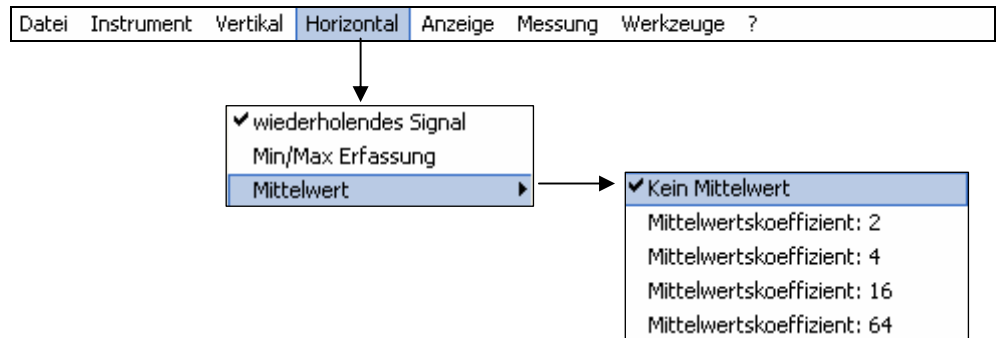 Datei Instrument Vertikal Horizontal Anzeige Messung Werkzeuge ?
wiederholendes Signal
Min/Max Erfassung
Mittelwert
Kein Mittelwert
Mittelwertskoeffizient: 2
Mittelwertskoeffizient: 4
Mittelwertskoeffizient: 16
Mittelwertskoeffizient: 64